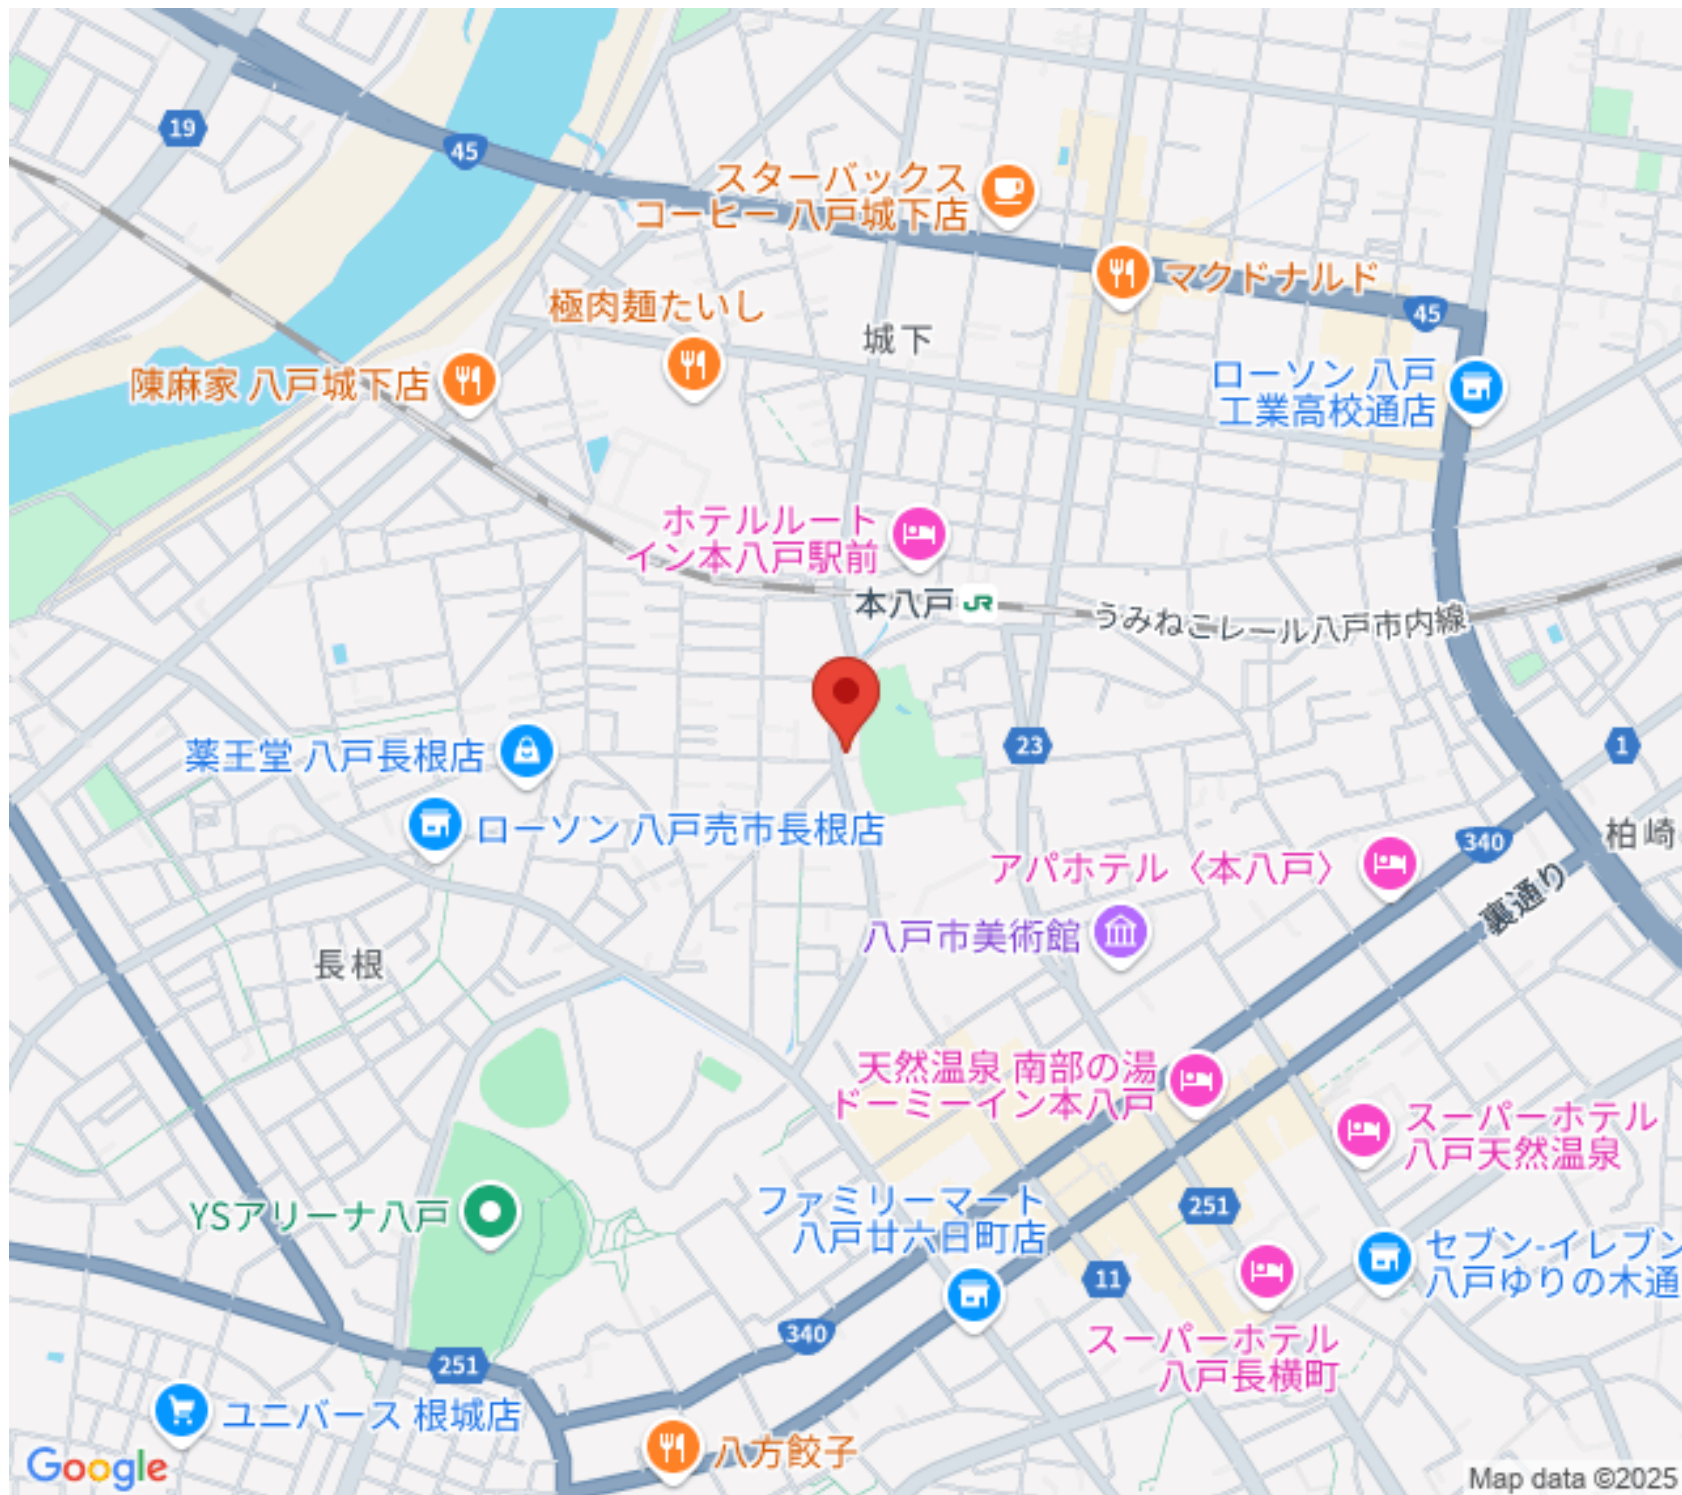 19
45
スターバックス
コーヒー 八戸城下店
マクドナルド
極肉麺たいし
城下
45
陳麻家 八戸城下店
ローソン 八戸
工業高校通店
ホテルルート
イン本八戸駅前
本八戸 JR
うみねこレール八戸市内線
薬王堂 八戸長根店
23
1
ローソン 八戸売市長根店
340
柏崎
アパホテル〈本八戸〉
裏通り
八戸市美術館
長根
天然温泉 南部の湯
ドーミーイン本八戸
スーパーホテル
八戸天然温泉
YSアリーナ八戸
ファミリーマート
八戸廿六日町店
251
セブン-イレブン
八戸ゆりの木通
11
340
スーパーホテル
八戸長横町
251
ユニバース 根城店
八方餃子
Google
Map data ©2025